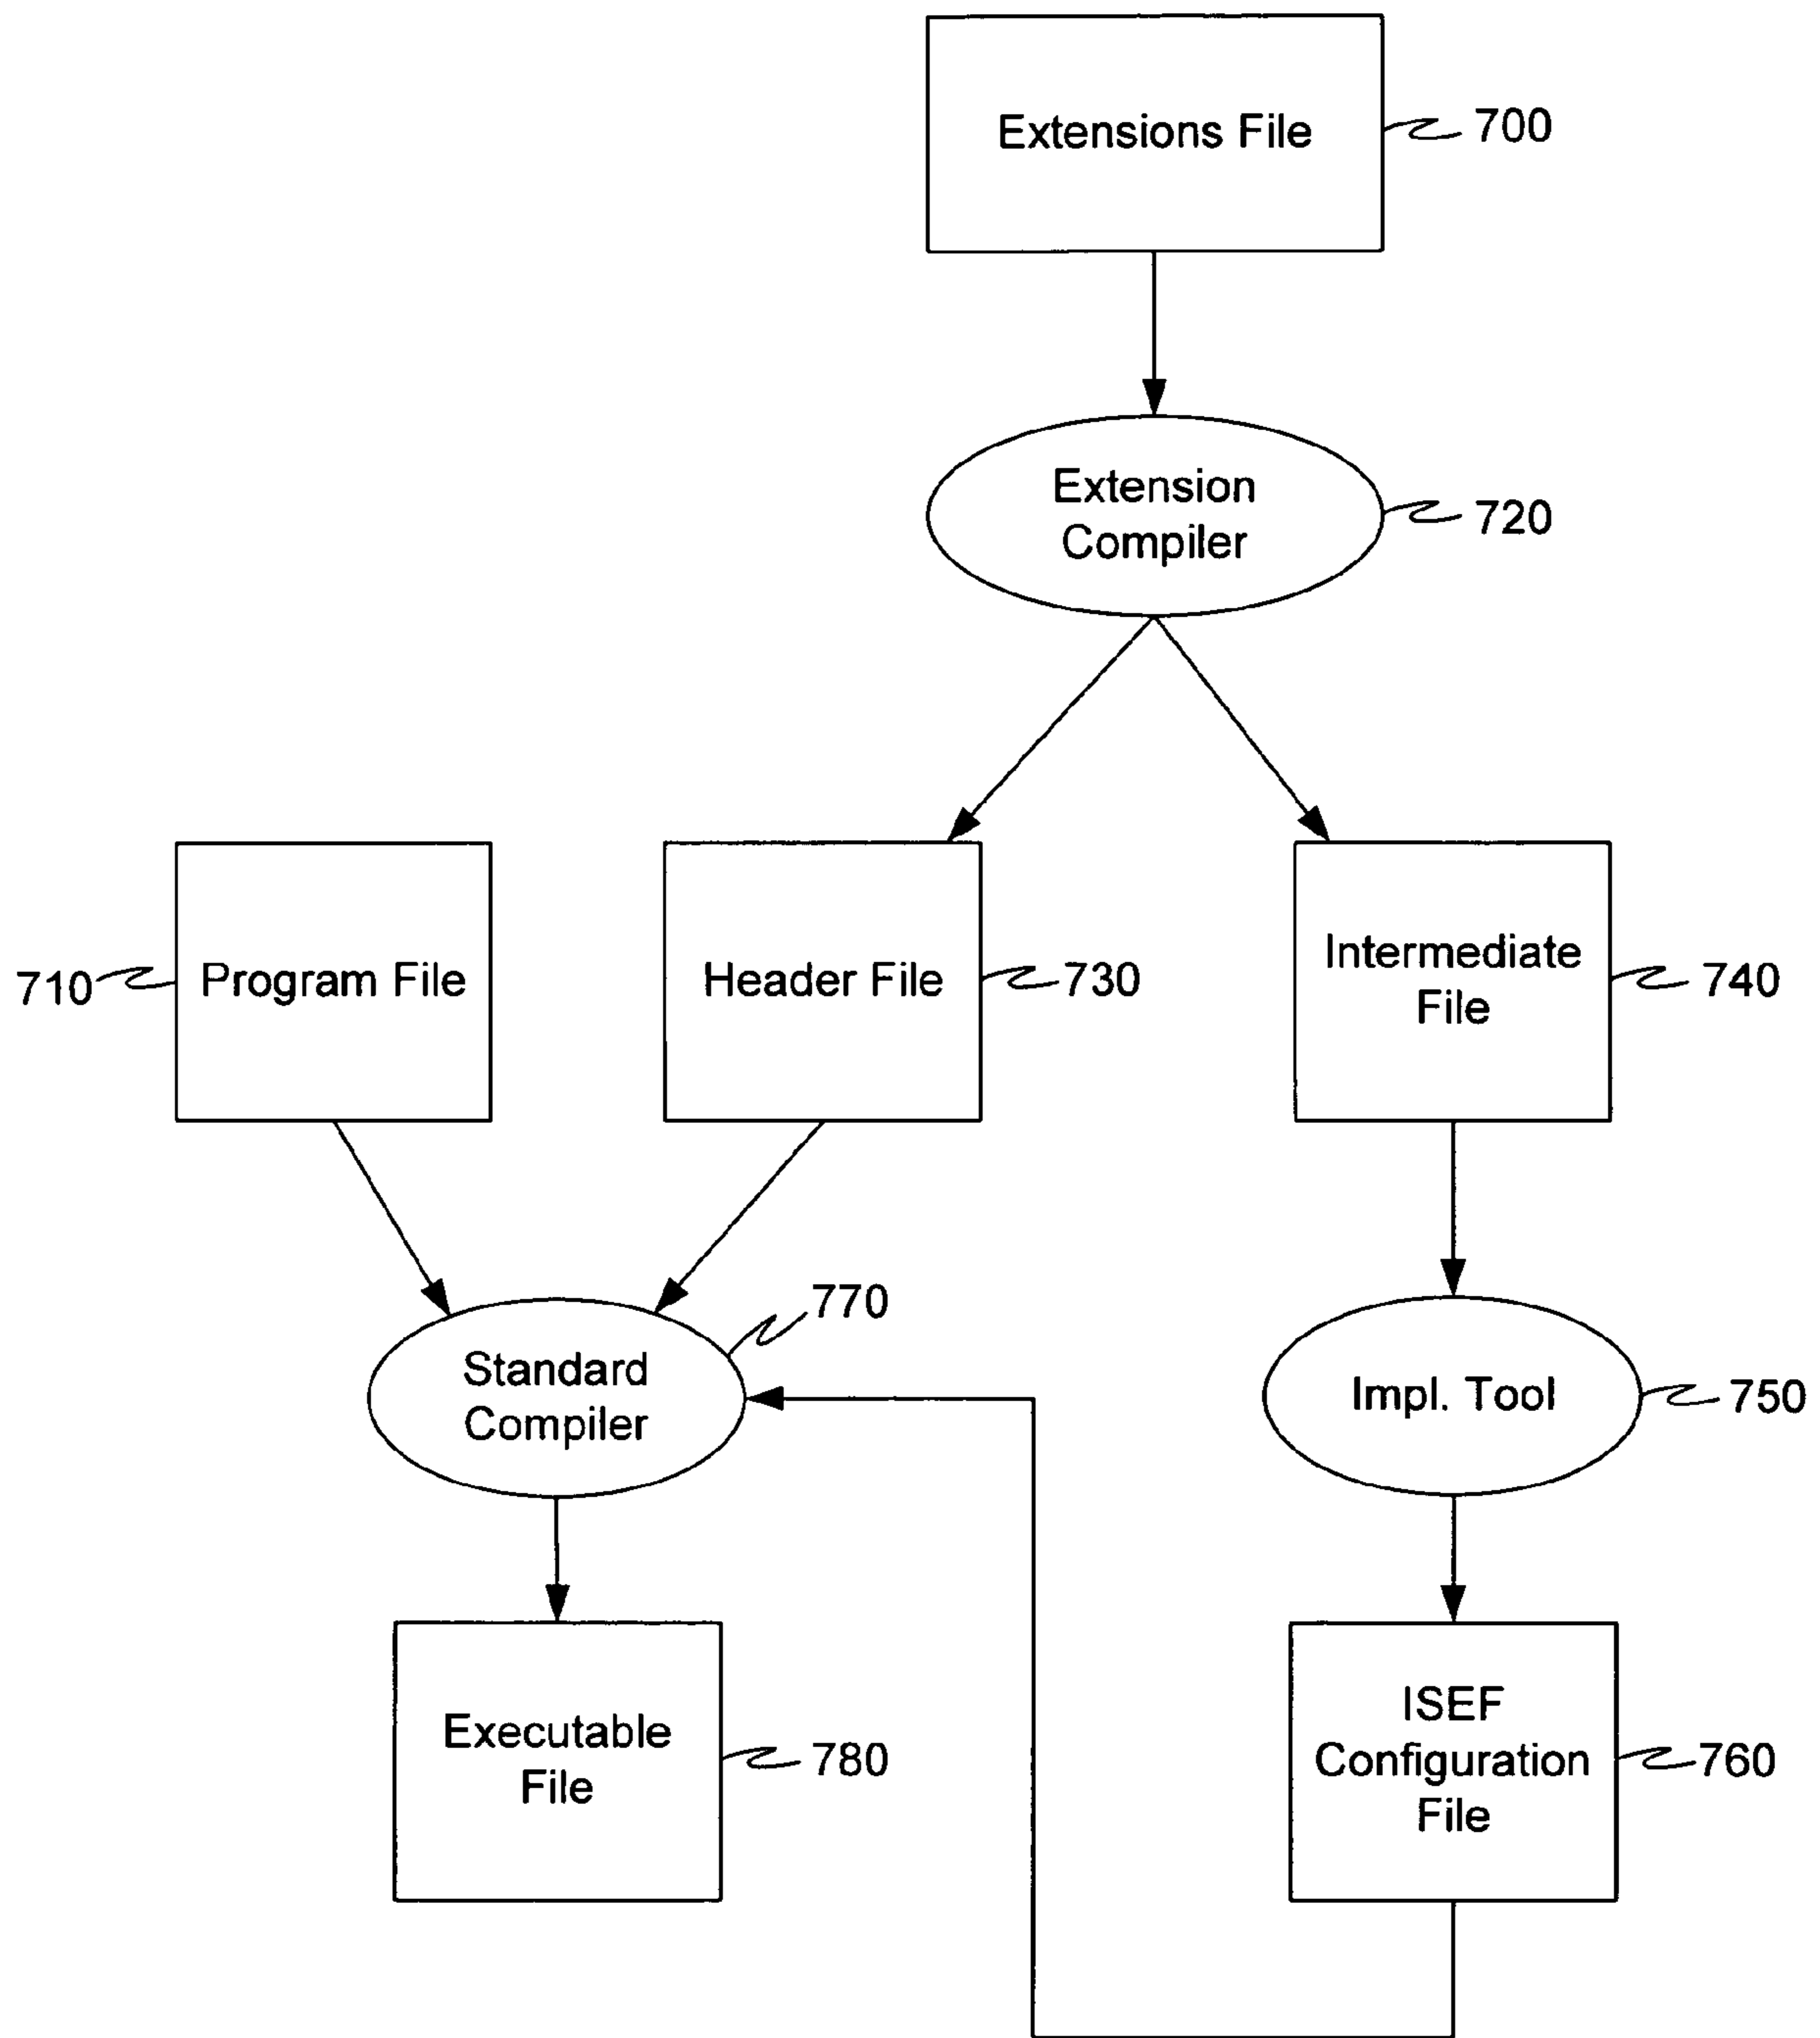 Extensions File
700
Extension
Compiler
720
710
Program File
Header File
730
Intermediate
File
740
770
Standard
Compiler
Impl. Tool
750
Executable
File
780
ISEF
Configuration
File
760